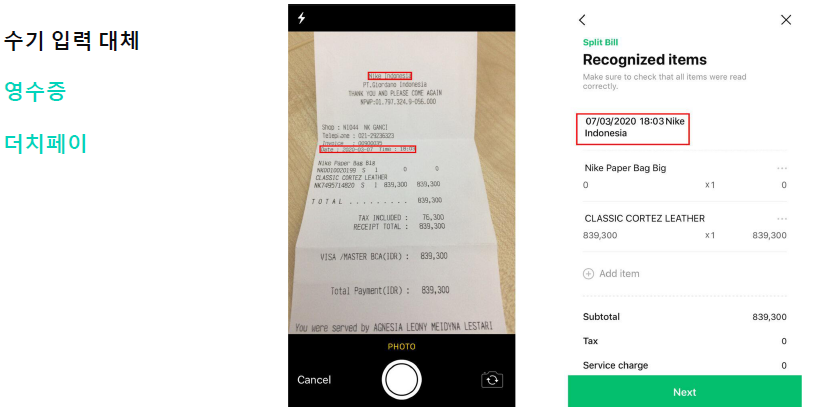 수기 입력 대체
영수증
더치페이
Nike Indonesia
PT.Giordano Indonesia
THANK YOU AND PLEASE COME AGAIN
NPWP:01.797.324.9-056.000
Shop : NI044 NK GANCI
Telephone : 021-29236323
Invoice : 00900035
Date : 2020-03-07 Time : 18:03
Nike Paper Bag Big
NKD010020199 S 1 0 0
CLASSIC CORTEZ LEATHER
NK7495714820 S 1 839,300 839,300
T O T A L . . . . . . . . . 839,300
TAX INCLUDED : 76,300
RECEIPT TOTAL : 839,300
VISA /MASTER BCA(IDR) : 839,300
Total Payment(IDR) : 839,300
You were served by AGNESIA LEONY MEIDYNA LESTARI
PHOTO
Cancel
Split Bill
Recognized items
Make sure to check that all items were read
correctly.
07/03/2020 18:03 Nike
Indonesia
Nike Paper Bag Big
0 x 1 0
CLASSIC CORTEZ LEATHER
839,300 x 1 839,300
Add item
Subtotal 839,300
Tax 0
Service charge 0
Next